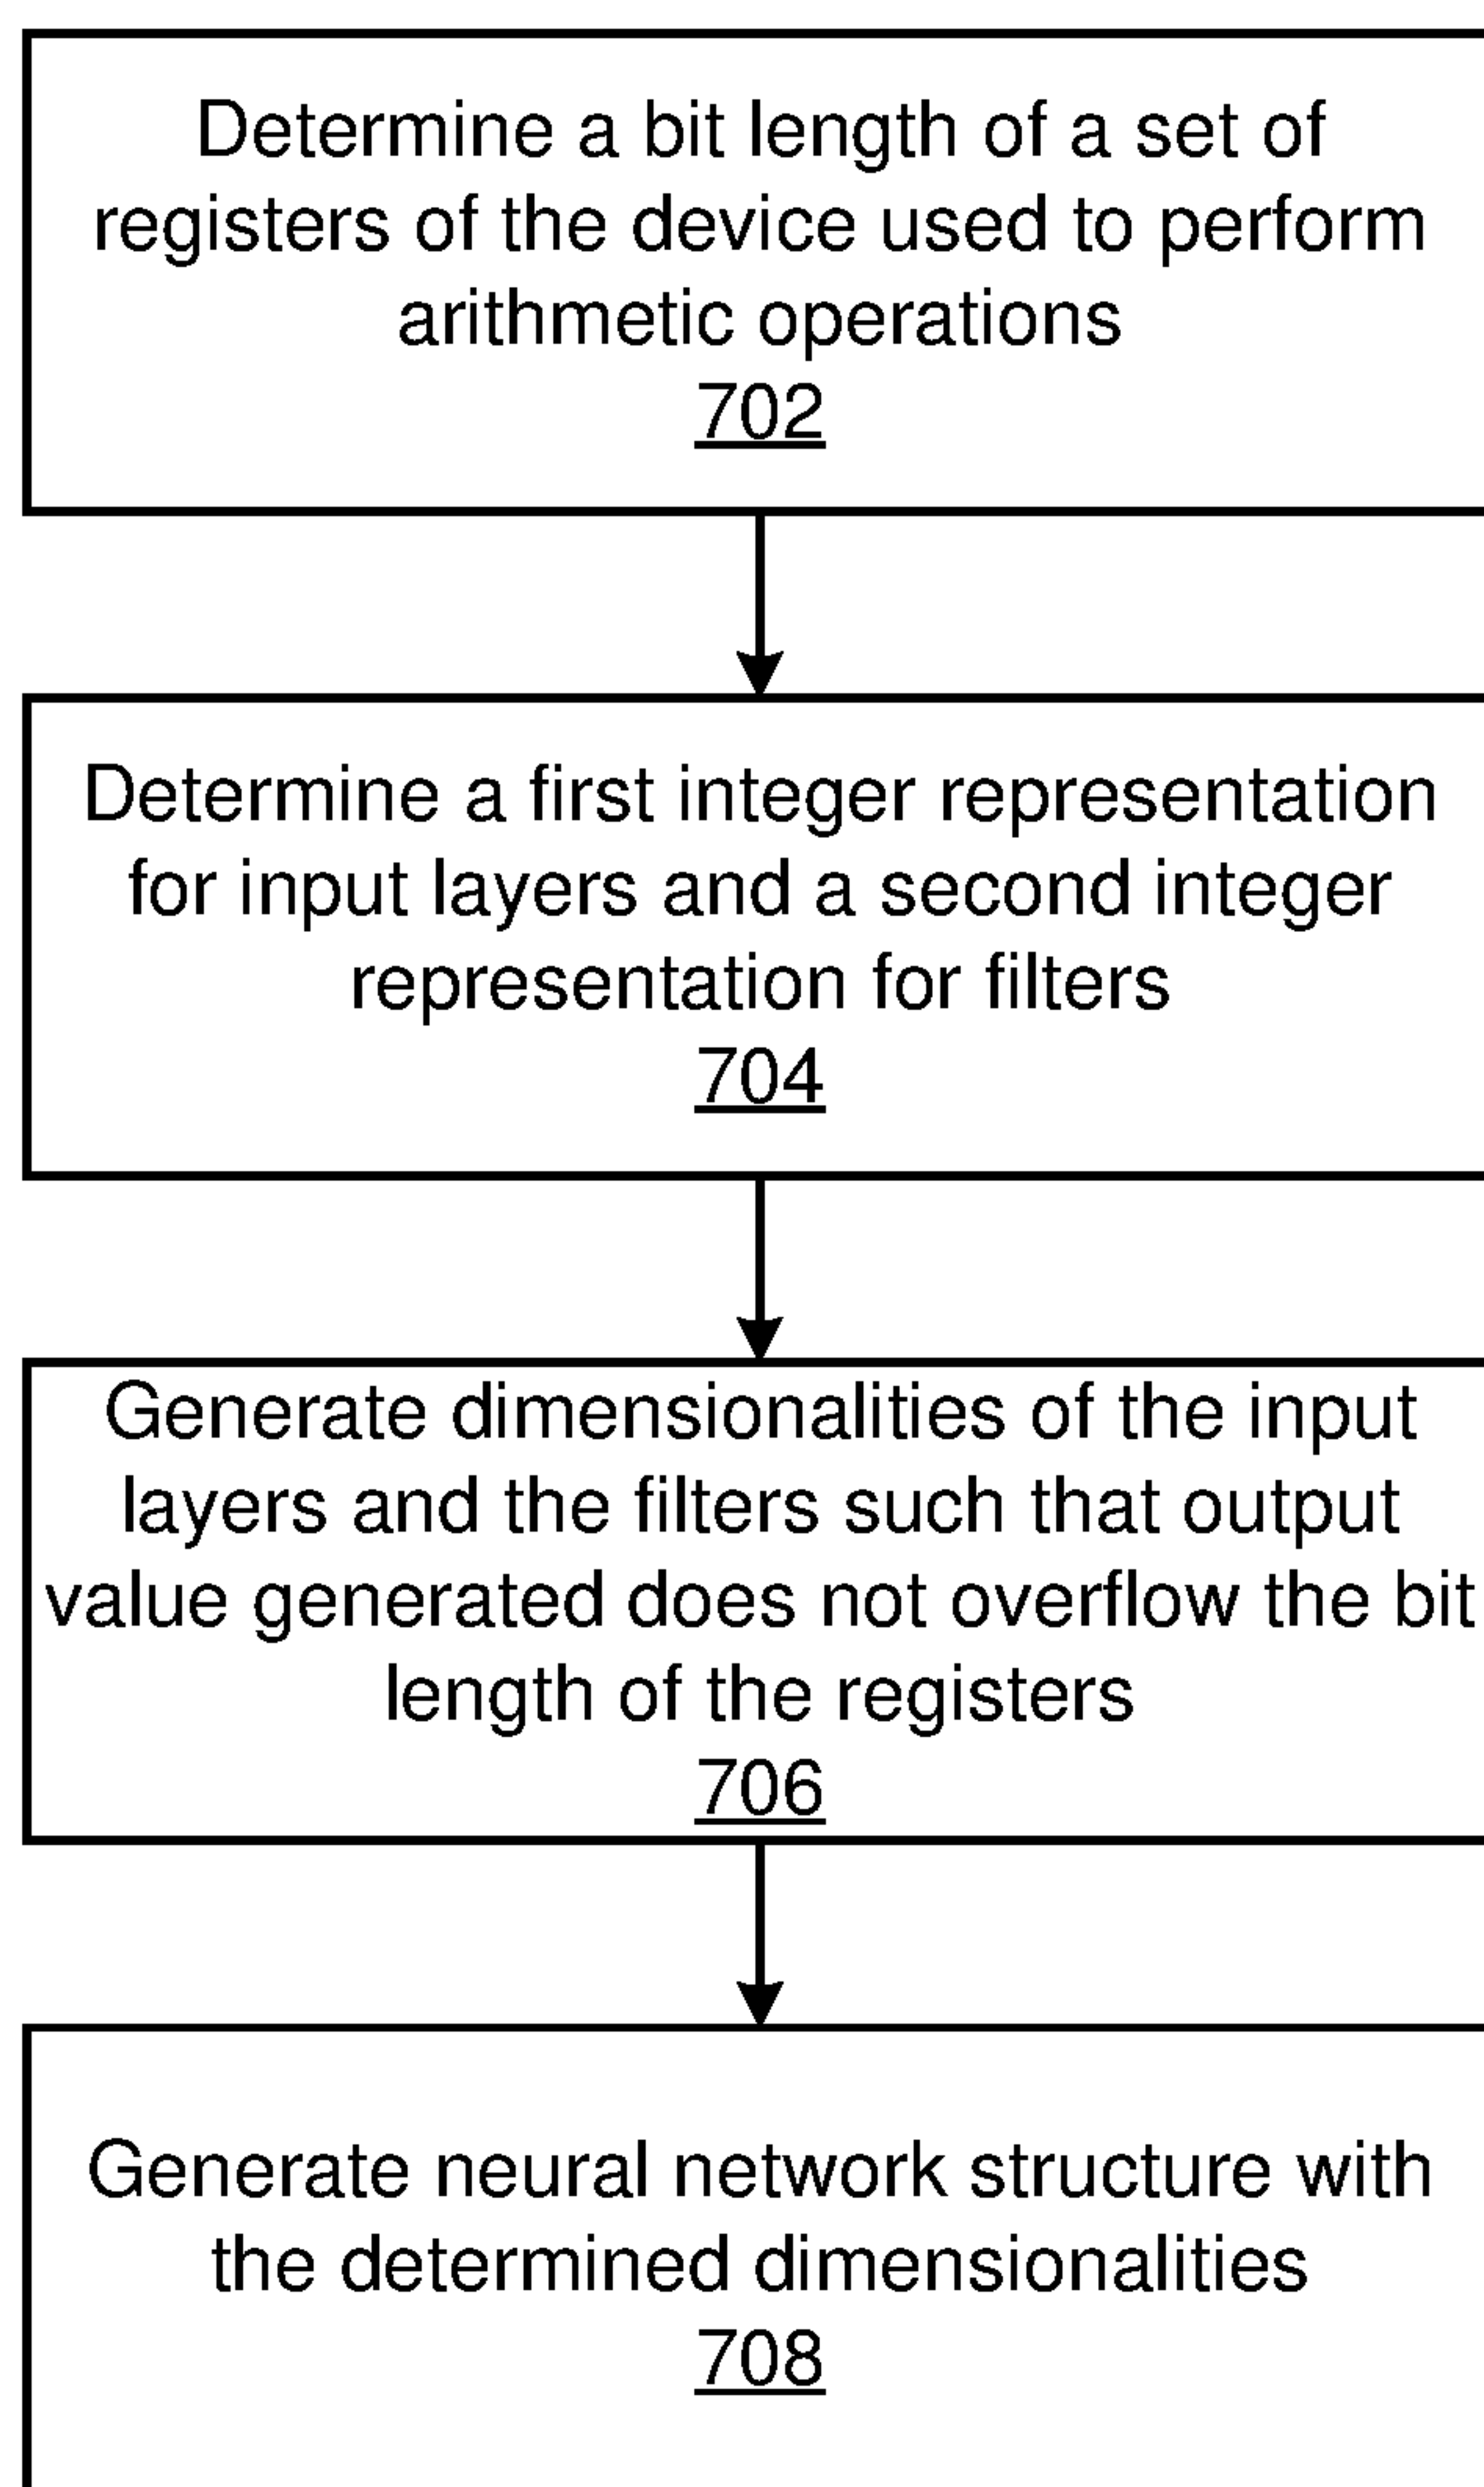 Determine a bit length of a set of
registers of the device used to perform
arithmetic operations
702
Determine a first integer representation
for input layers and a second integer
representation for filters
704
Generate dimensionalities of the input
layers and the filters such that output
value generated does not overflow the bit
length of the registers
706
Generate neural network structure with
the determined dimensionalities
708